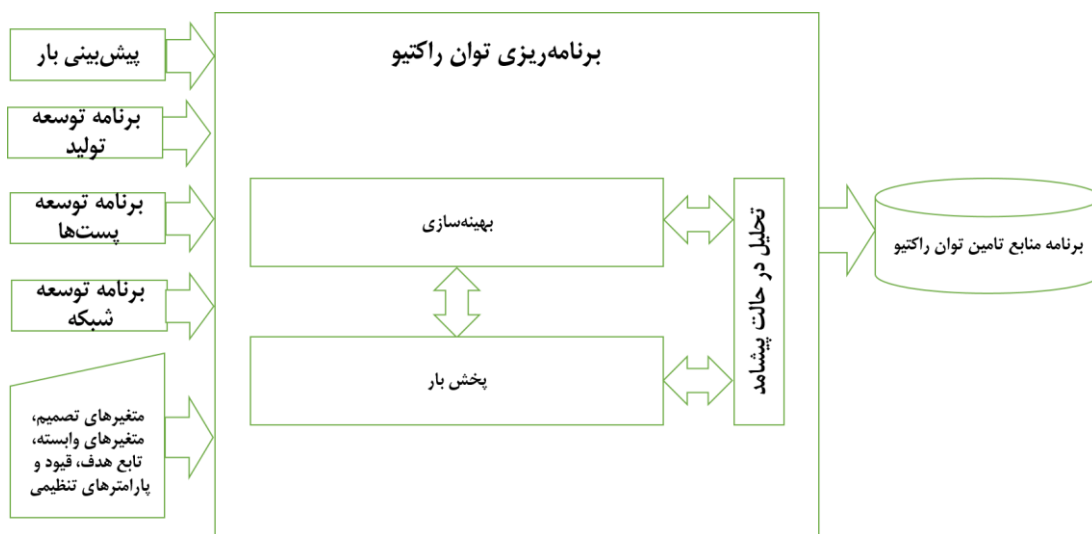 برنامه‌ریزی توان راکتیو
پیش‌بینی بار
برنامه توسعه
تولید
برنامه توسعه
پست‌ها
برنامه توسعه
شبکه
متغیرهای تصمیم،
متغیرهای وابسته،
تابع هدف، قیود و
پارامترهای تنظیمی
بهینه‌سازی
پخش بار
تحلیل در حالت پیشامد
برنامه منابع تامین توان راکتیو